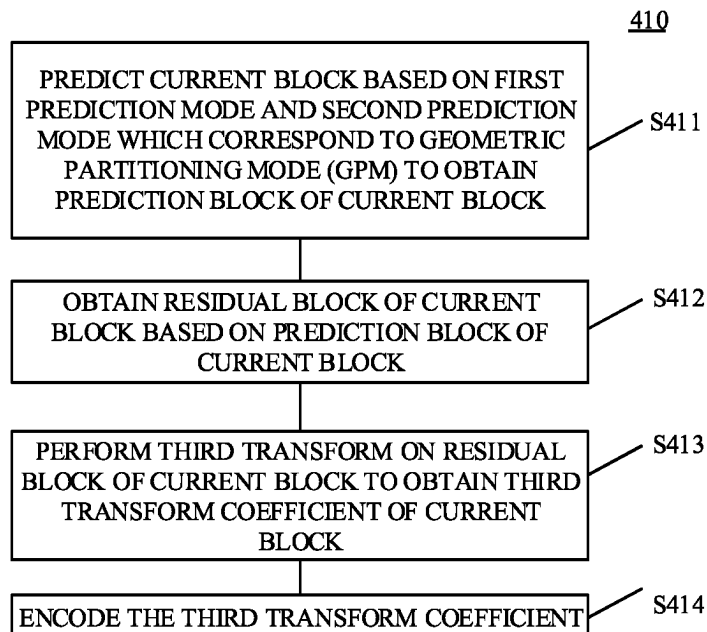 410
PREDICT CURRENT BLOCK BASED ON FIRST
PREDICTION MODE AND SECOND PREDICTION
MODE WHICH CORRESPOND TO GEOMETRIC
PARTITIONING MODE (GPM) TO OBTAIN
PREDICTION BLOCK OF CURRENT BLOCK
S411
OBTAIN RESIDUAL BLOCK OF CURRENT
BLOCK BASED ON PREDICTION BLOCK OF
CURRENT BLOCK
S412
PERFORM THIRD TRANSFORM ON RESIDUAL
BLOCK OF CURRENT BLOCK TO OBTAIN THIRD
TRANSFORM COEFFICIENT OF CURRENT
BLOCK
S413
ENCODE THE THIRD TRANSFORM COEFFICIENT
S414